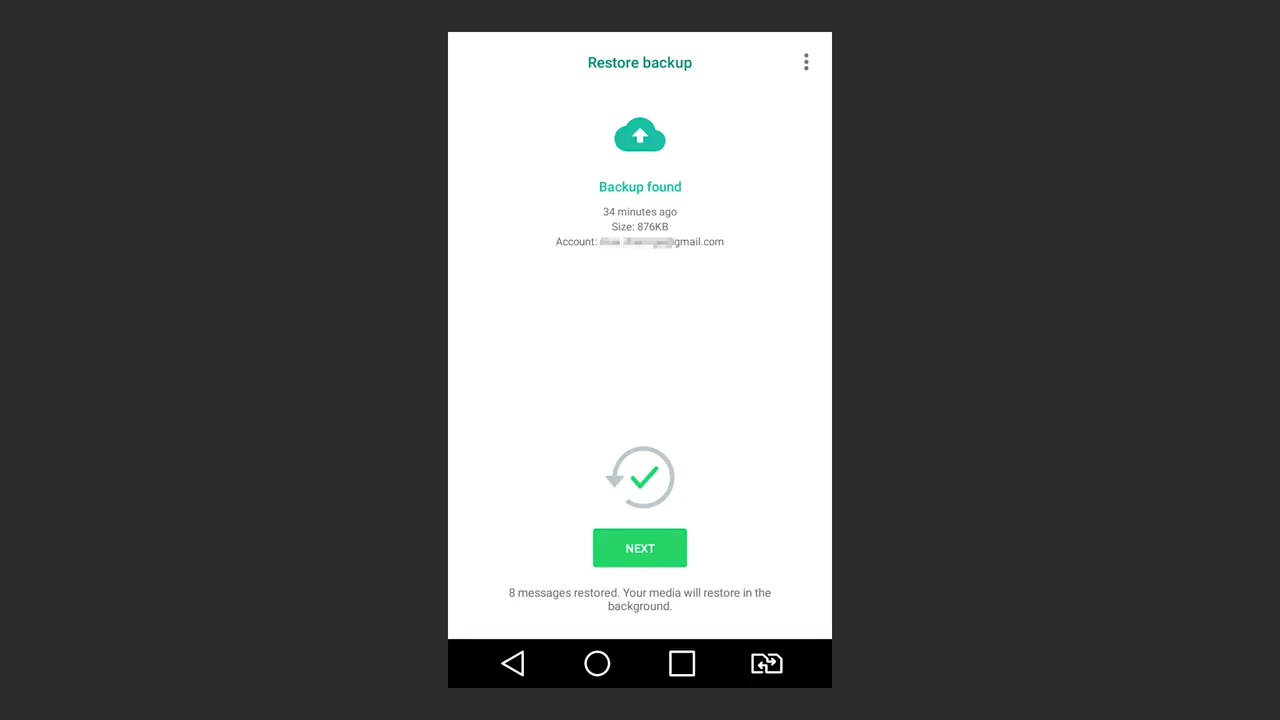 Restore backup
Backup found
34 minutes ago
Size: 876KB
Account: gmail.com
NEXT
8 messages restored. Your media will restore in the
background.